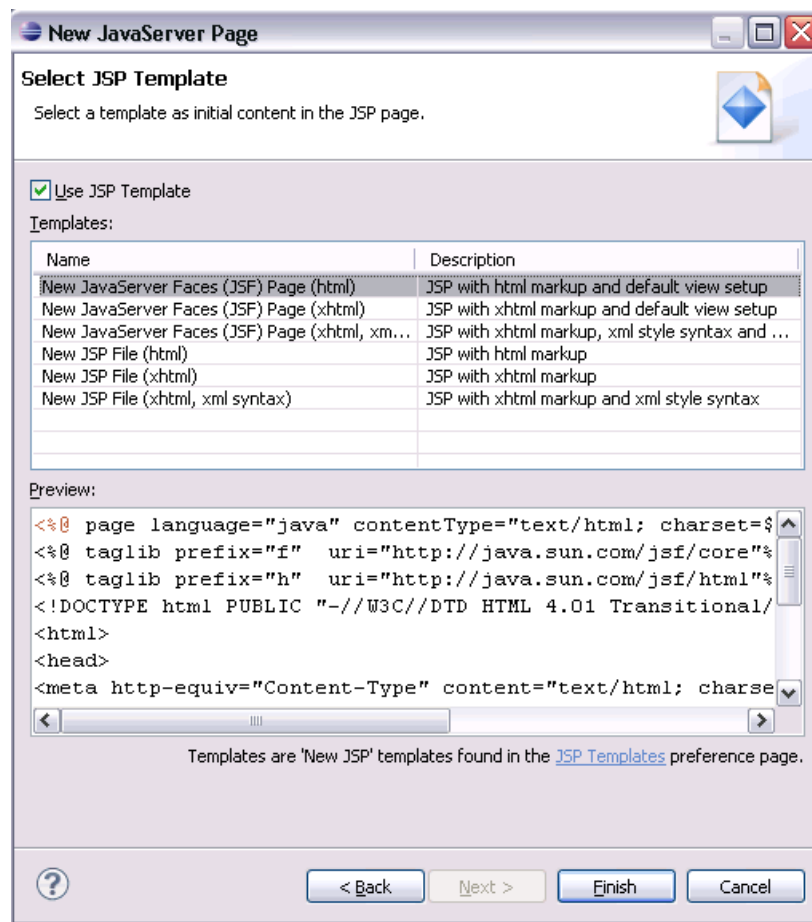 New JavaServer Page
Select JSP Template
Select a template as initial content in the JSP page.
Use JSP Template
Templates:
Name Description
New JavaServer Faces (JSF) Page (html) JSP with html markup and default view setup
New JavaServer Faces (JSF) Page (xhtml) JSP with xhtml markup and default view setup
New JavaServer Faces (JSF) Page (xhtml, xm... JSP with xhtml markup, xml style syntax and ...
New JSP File (html) JSP with html markup
New JSP File (xhtml) JSP with xhtml markup
New JSP File (xhtml, xml syntax) JSP with xhtml markup and xml style syntax
Preview:
<%@ page language="java" contentType="text/html; charset=$
<%@ taglib prefix="f"  uri="http://java.sun.com/jsf/core"%
<%@ taglib prefix="h"  uri="http://java.sun.com/jsf/html"%
<!DOCTYPE html PUBLIC "-//W3C//DTD HTML 4.01 Transitional/
<html>
<head>
<meta http-equiv="Content-Type" content="text/html; charse
Templates are 'New JSP' templates found in the JSP Templates preference page.
? < Back Next > Finish Cancel